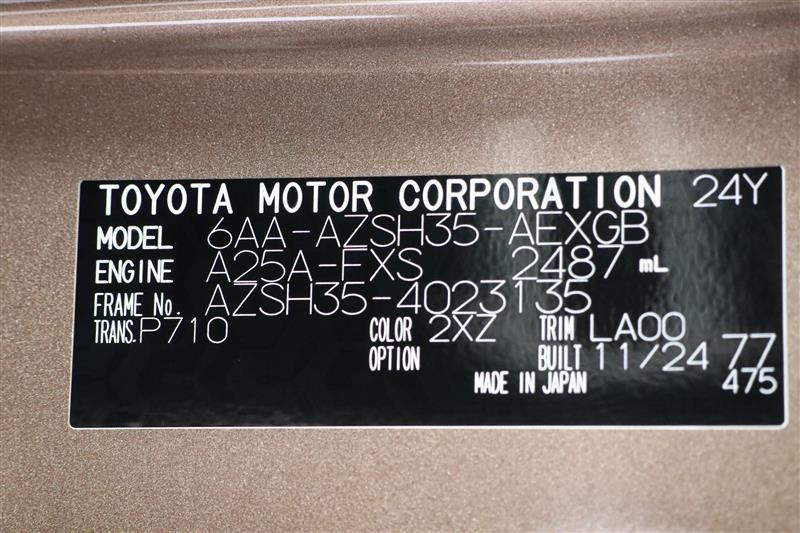 TOYOTA MOTOR CORPORATION 24Y
MODEL 6AA-AZSH35-AEXGB
ENGINE A25A-FXS 2487 mL
FRAME No. AZSH35-4023135
TRANS. P710 COLOR 2XZ TRIM LA00
OPTION BUILT 11/24 77
MADE IN JAPAN 475